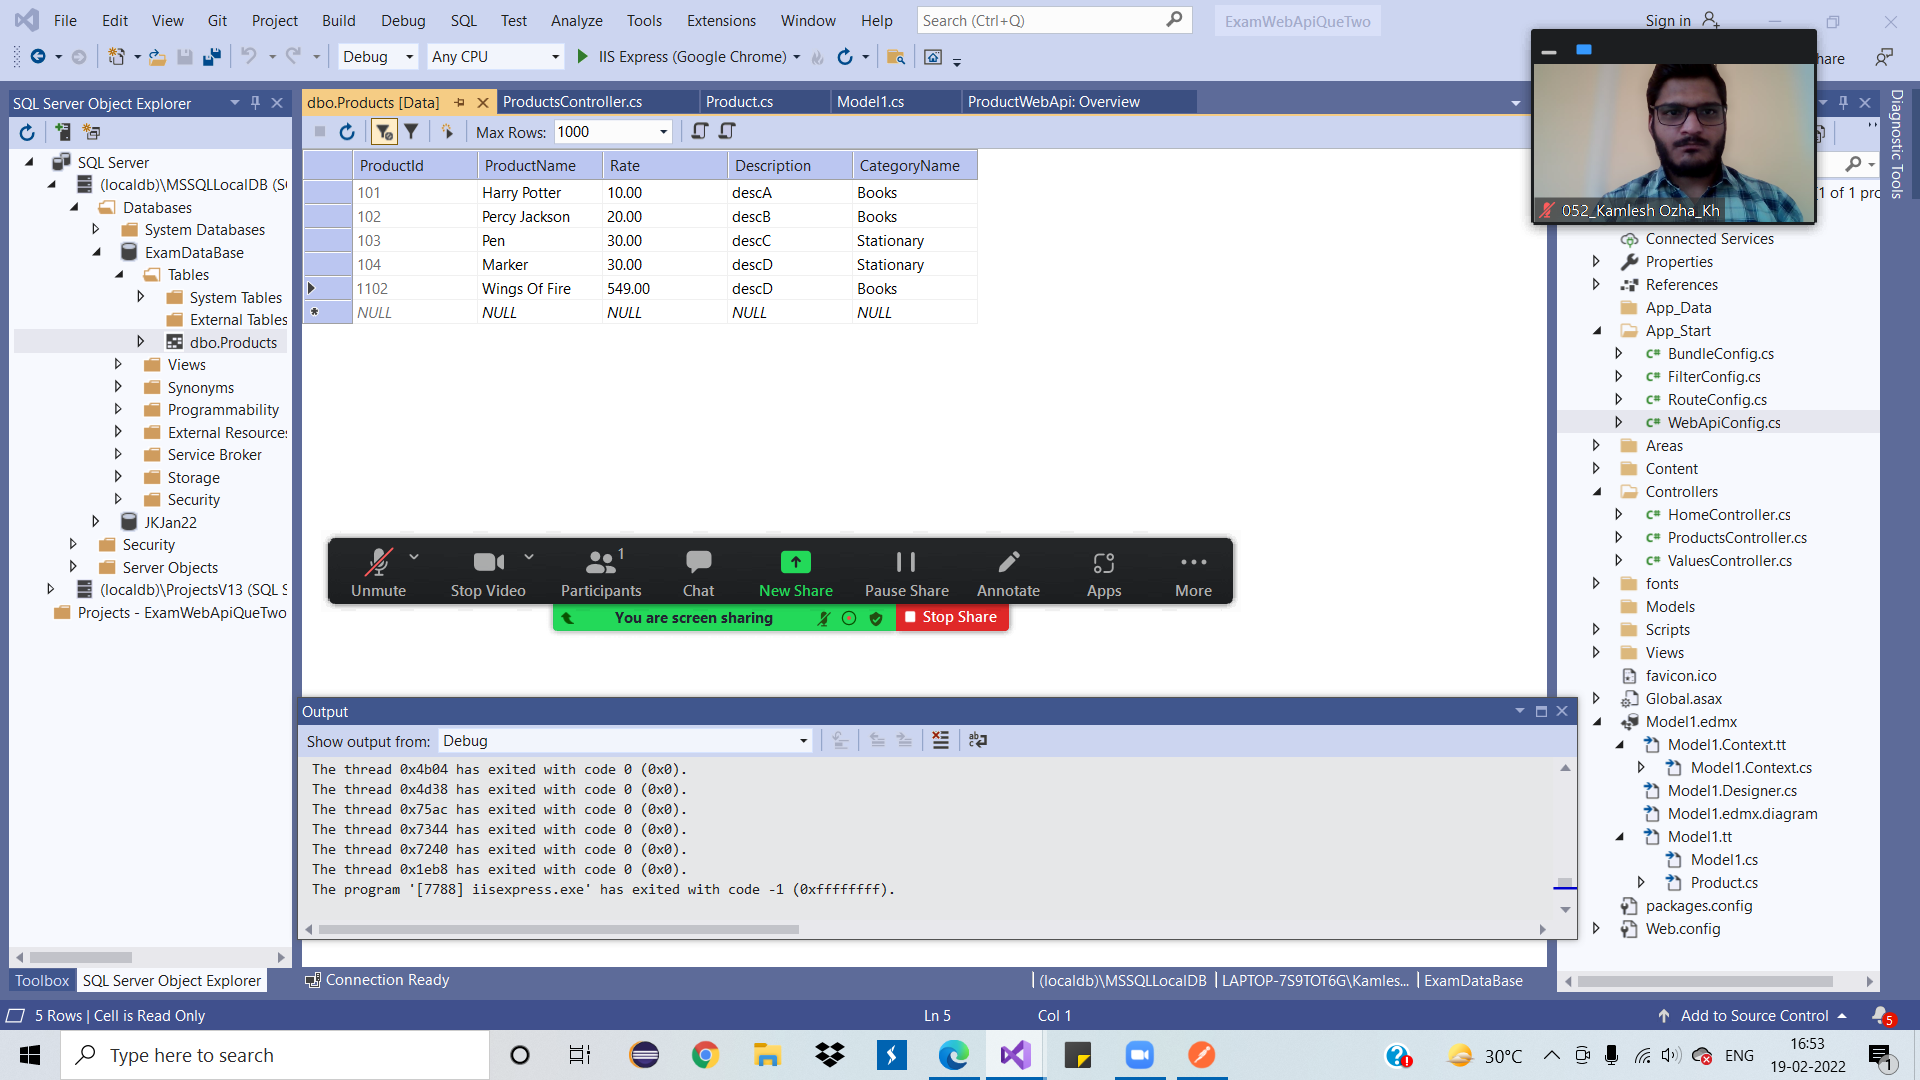 File Edit View Git Project Build Debug SQL Test Analyze Tools Extensions Window Help Search (Ctrl+Q) ExamWebApiQueTwo Sign in
Debug Any CPU IIS Express (Google Chrome)
SQL Server Object Explorer
SQL Server
(localdb)\MSSQLLocalDB
Databases
System Databases
ExamDataBase
Tables
System Tables
External Tables
dbo.Products
Views
Synonyms
Programmability
External Resources
Service Broker
Storage
Security
JKJan22
Security
Server Objects
(localdb)\ProjectsV13 (SQL S
Projects - ExamWebApiQueTwo
Toolbox SQL Server Object Explorer
dbo.Products [Data] ProductsController.cs Product.cs Model1.cs ProductWebApi: Overview
Max Rows: 1000
ProductId ProductName Rate Description CategoryName
101 Harry Potter 10.00 descA Books
102 Percy Jackson 20.00 descB Books
103 Pen 30.00 descC Stationary
104 Marker 30.00 descD Stationary
1102 Wings Of Fire 549.00 descD Books
NULL NULL NULL NULL NULL
1
Unmute Stop Video Participants Chat New Share Pause Share Annotate Apps More
You are screen sharing Stop Share
Output
Show output from: Debug
The thread 0x4b04 has exited with code 0 (0x0).
The thread 0x4d38 has exited with code 0 (0x0).
The thread 0x75ac has exited with code 0 (0x0).
The thread 0x7344 has exited with code 0 (0x0).
The thread 0x7240 has exited with code 0 (0x0).
The thread 0x1eb8 has exited with code 0 (0x0).
The program '[7788] iisexpress.exe' has exited with code -1 (0xffffffff).
Connection Ready (localdb)\MSSQLLocalDB LAPTOP-7S9TOT6G\Kamles... ExamDataBase
052_Kamlesh Ozha_Kh
Diagnostic Tools
Connected Services
Properties
References
App_Data
App_Start
BundleConfig.cs
FilterConfig.cs
RouteConfig.cs
WebApiConfig.cs
Areas
Content
Controllers
HomeController.cs
ProductsController.cs
ValuesController.cs
fonts
Models
Scripts
Views
favicon.ico
Global.asax
Model1.edmx
Model1.Context.tt
Model1.Context.cs
Model1.Designer.cs
Model1.edmx.diagram
Model1.tt
Model1.cs
Product.cs
packages.config
Web.config
5 Rows | Cell is Read Only Ln 5 Col 1 Add to Source Control 5
Type here to search 30°C ENG 16:53
19-02-2022 1